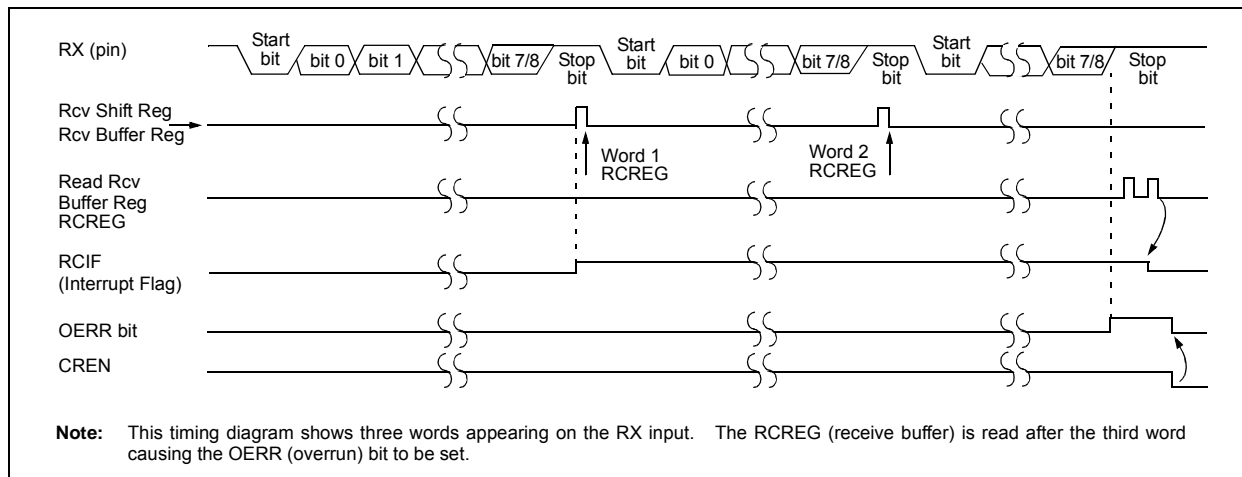 RX (pin)
Start bit
bit 0
bit 1
bit 7/8
Stop bit
Start bit
bit 0
bit 7/8
Stop bit
Start bit
bit 7/8
Stop bit
Rcv Shift Reg
Rcv Buffer Reg
Word 1
RCREG
Word 2
RCREG
Read Rcv
Buffer Reg
RCREG
RCIF
(Interrupt Flag)
OERR bit
CREN
Note: This timing diagram shows three words appearing on the RX input. The RCREG (receive buffer) is read after the third word
causing the OERR (overrun) bit to be set.